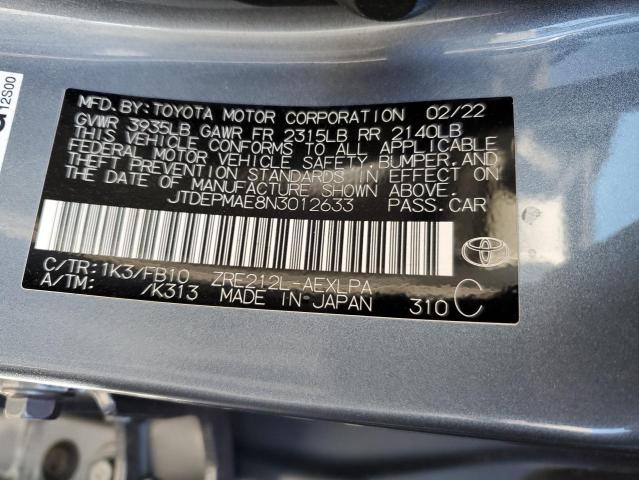 MFD. BY: TOYOTA MOTOR CORPORATION 02/22
GVWR 3935LB GAWR FR 2315LB RR 2140LB
THIS VEHICLE CONFORMS TO ALL APPLICABLE
FEDERAL MOTOR VEHICLE SAFETY, BUMPER, AND
THEFT PREVENTION STANDARDS IN EFFECT ON
THE DATE OF MANUFACTURE SHOWN ABOVE.
JTDEPMAE8N3012633 PASS.CAR
C/TR: 1K3/FB10 ZRE212L-AEXLPA
A/TM: /K313 MADE IN JAPAN 310 C
12S00